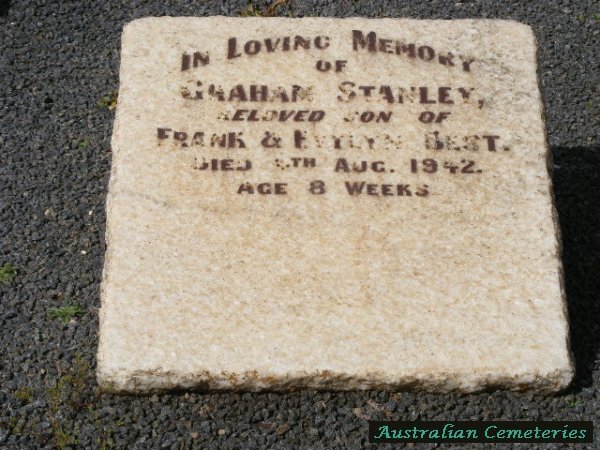 In Loving Memory
OF
Graham Stanley,
BELOVED SON OF
Frank & Best.
Died Aug. 1942.
Age 8 Weeks
Australian Cemeteries